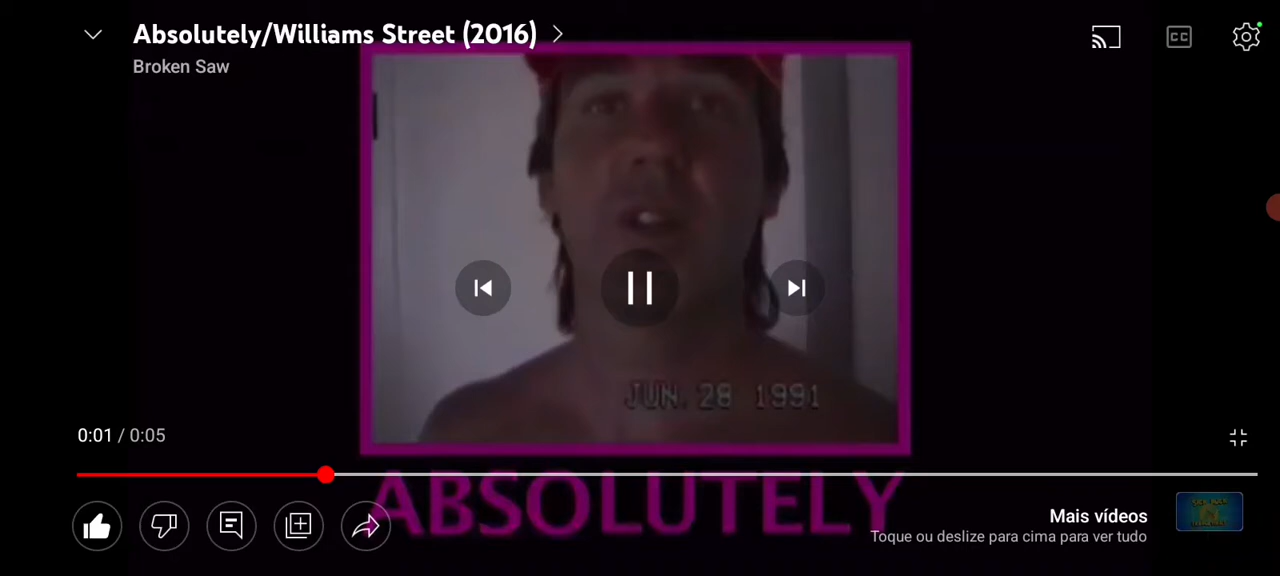 Absolutely/Williams Street (2016)
Broken Saw
CC
JUN. 28 1991
0:01 / 0:05
ABSOLUTELY
Mais vídeos
Toque ou deslize para cima para ver tudo